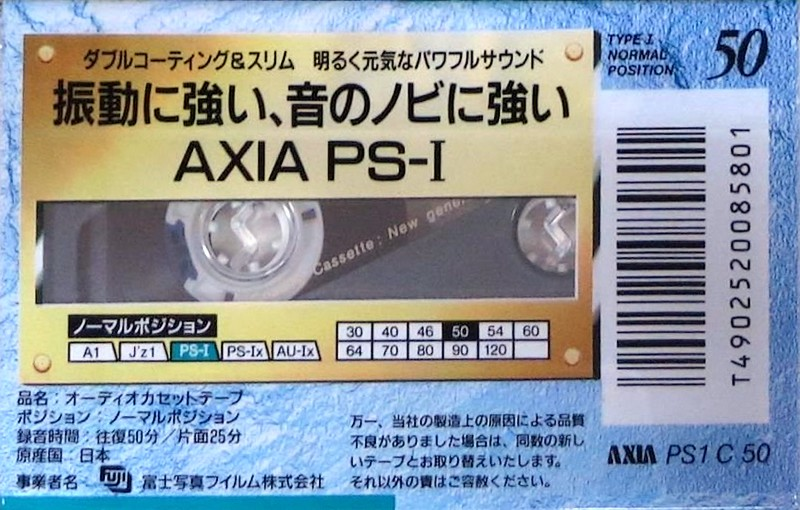 ダブルコーティング&スリム 明るく元気なパワフルサウンド
振動に強い、音のノビに強い
AXIA PS-I
Cassette: New gene
ノーマルポジション
A1 J'z1 PS-I PS-Ix AU-Ix
30 40 46 50 54 60
64 70 80 90 120
TYPE I
NORMAL
POSITION
50
T4902520085801
AXIA PS1 C 50
品名:オーディオカセットテープ
ポジション:ノーマルポジション
録音時間:往復50分/片面25分
原産国:日本
事業者名 FUJI 富士写真フイルム株式会社
万一、当社の製造上の原因による品質
不良がありました場合は、同数の新し
いテープとお取り替えいたします。
それ以外の責はご容赦ください。